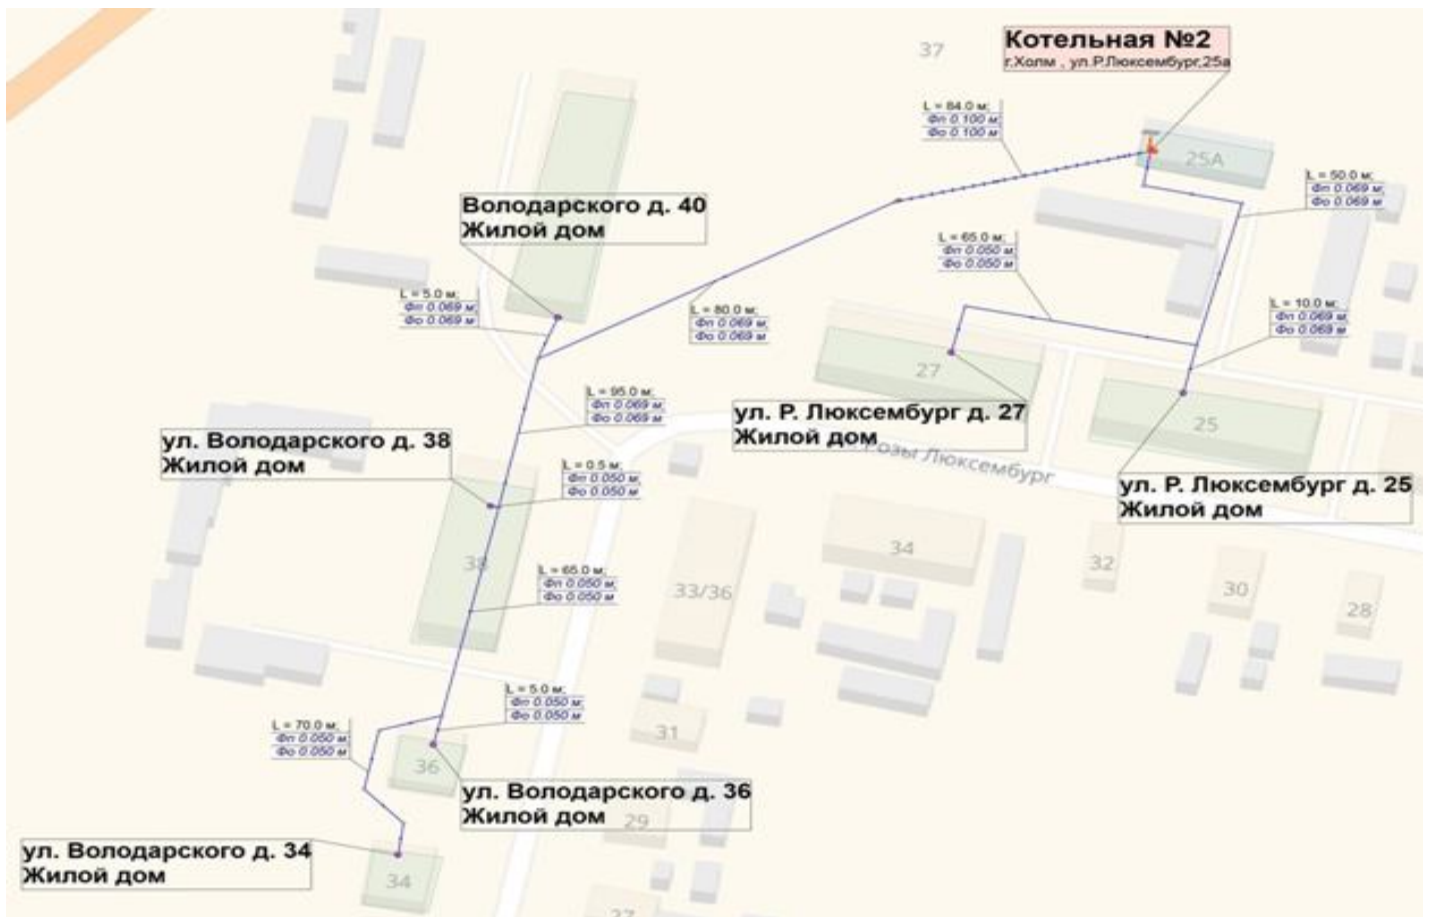 37
Котельная №2
г.Холм , ул.Р.Люксембург,25а
L = 84.0 м;
Фп 0.100 м;
Фо 0.100 м
25А
L = 50.0 м;
Фп 0.069 м;
Фо 0.069 м
Володарского д. 40
Жилой дом
L = 65.0 м;
Фп 0.050 м;
Фо 0.050 м
L = 5.0 м;
Фп 0.069 м;
Фо 0.069 м
L = 80.0 м;
Фп 0.069 м;
Фо 0.069 м
L = 10.0 м;
Фп 0.069 м;
Фо 0.069 м
27
L = 95.0 м;
Фп 0.069 м;
Фо 0.069 м
ул. Р. Люксембург д. 27
Жилой дом
25
ул. Володарского д. 38
Жилой дом
Розы Люксембург
L = 0.5 м;
Фп 0.050 м;
Фо 0.050 м
ул. Р. Люксембург д. 25
Жилой дом
38
34
32
30
28
33/36
L = 65.0 м;
Фп 0.050 м;
Фо 0.050 м
L = 5.0 м;
Фп 0.050 м;
Фо 0.050 м
L = 70.0 м;
Фп 0.050 м;
Фо 0.050 м
31
36
ул. Володарского д. 36
Жилой дом
29
ул. Володарского д. 34
Жилой дом
34
27